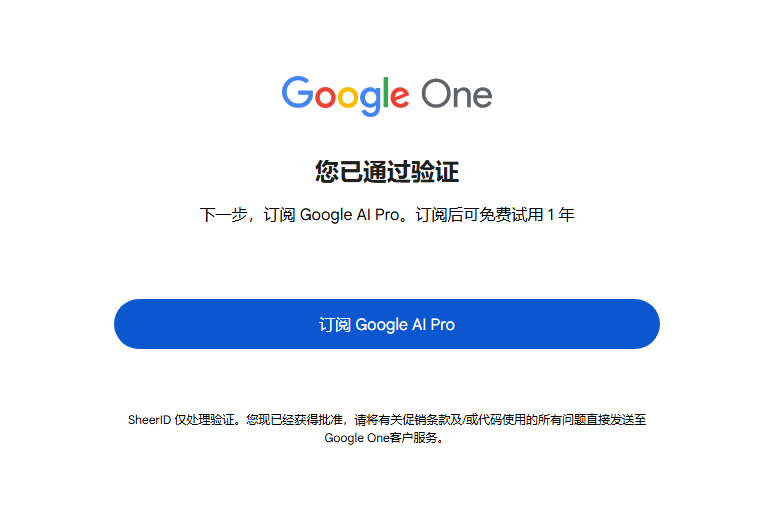 Google One
您已通过验证
下一步，订阅 Google AI Pro。订阅后可免费试用 1 年
订阅 Google AI Pro
SheerID 仅处理验证。您现已经获得批准，请将有关促销条款及/或代码使用的所有问题直接发送至
Google One客户服务。